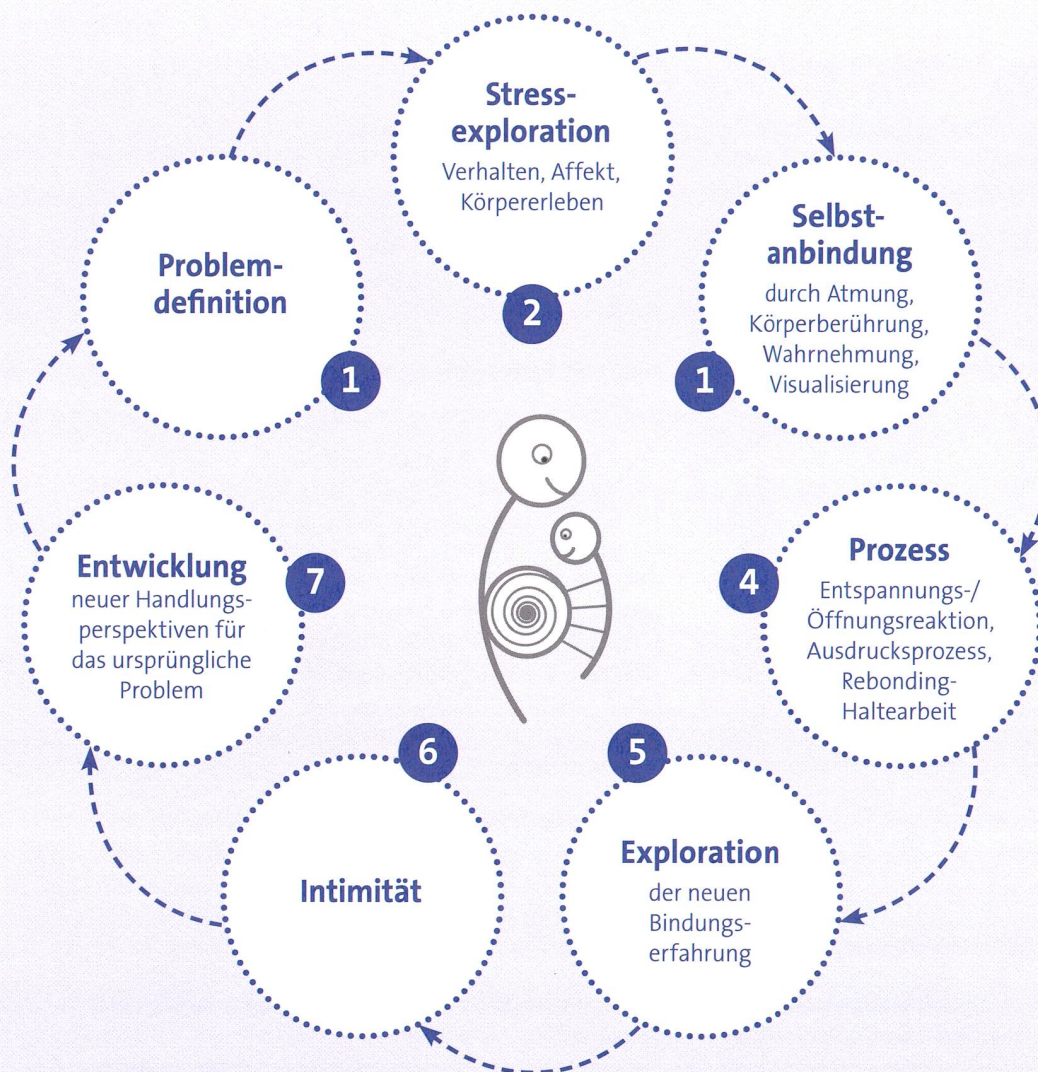 Problem-
definition
1
Stress-
exploration
Verhalten, Affekt,
Körpererleben
2
Selbst-
anbindung
durch Atmung,
Körperberührung,
Wahrnehmung,
Visualisierung
1
Prozess
Entspannungs-/
Öffnungsreaktion,
Ausdrucksprozess,
Rebonding-
Haltearbeit
4
Exploration
der neuen
Bindungs-
erfahrung
5
Intimität
6
Entwicklung
neuer Handlungs-
perspektiven für
das ursprüngliche
Problem
7